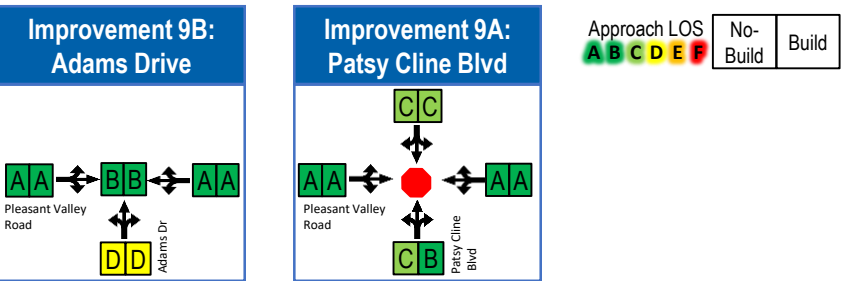 Improvement 9B:
Adams Drive
A A
B B
A A
Pleasant Valley
Road
D D
Adams Dr
Improvement 9A:
Patsy Cline Blvd
C C
A A
A A
Pleasant Valley
Road
C B
Patsy Cline
Blvd
Approach LOS
A B C D E F
No-
Build
Build